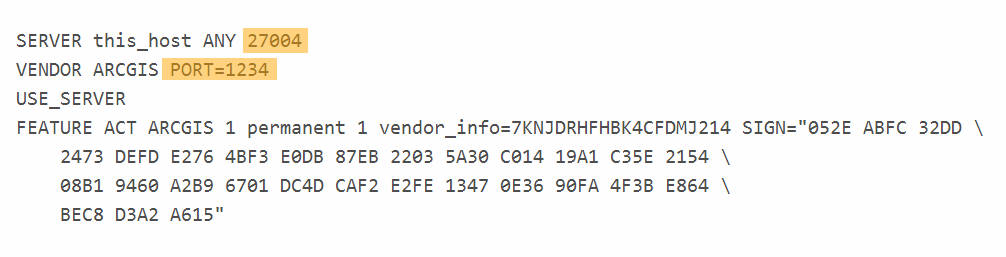 SERVER this_host ANY 27004
VENDOR ARCGIS PORT=1234
USE_SERVER
FEATURE ACT ARCGIS 1 permanent 1 vendor_info=7KNJDRHFHBK4CFDMJ214 SIGN="052E ABFC 32DD \
2473 DEFD E276 4BF3 E0DB 87EB 2203 5A30 C014 19A1 C35E 2154 \
08B1 9460 A2B9 6701 DC4D CAF2 E2FE 1347 0E36 90FA 4F3B E864 \
BEC8 D3A2 A615"